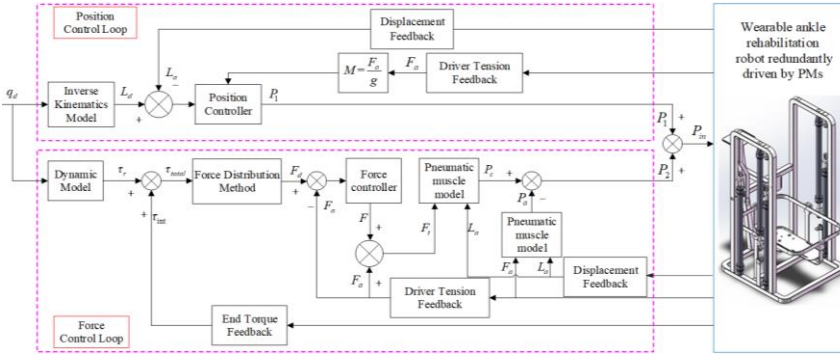 Position
Control Loop
Displacement
Feedback
Wearable ankle
rehabilitation
robot redundantly
driven by PMs
L_a
−
M = F_a / g
F_a
Driver Tension
Feedback
q_d
Inverse
Kinematics
Model
L_d
+
Position
Controller
P_1
P_1
+
P_in
P_2
+
Dynamic
Model
τ_r
+
τ_total
Force Distribution
Method
F_d
+
−
F_a
Force
controller
Pneumatic
muscle
model
P_c
+
−
P_a
+
τ_int
F
+
F_t
L_a
Pneumatic
muscle
model
F_a
+
F_a
L_a
Displacement
Feedback
Driver Tension
Feedback
End Torque
Feedback
Force
Control Loop